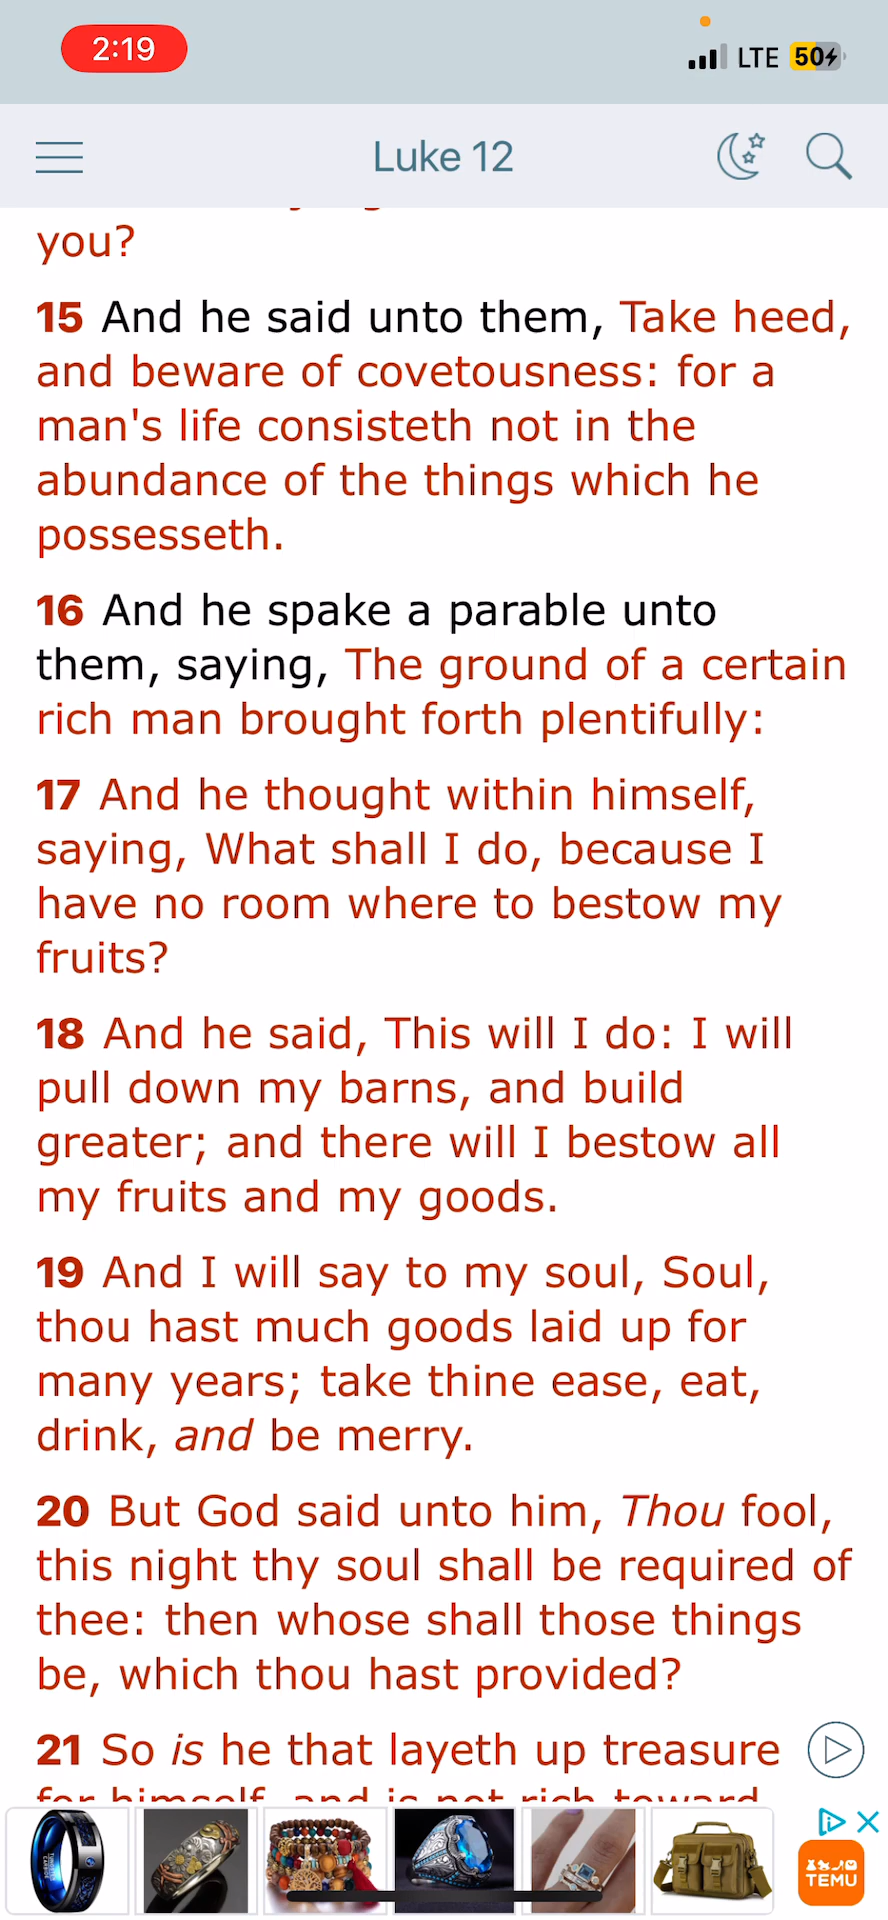 2:19
LTE 50
Luke 12
you?
15 And he said unto them, Take heed,
and beware of covetousness: for a
man's life consisteth not in the
abundance of the things which he
possesseth.
16 And he spake a parable unto
them, saying, The ground of a certain
rich man brought forth plentifully:
17 And he thought within himself,
saying, What shall I do, because I
have no room where to bestow my
fruits?
18 And he said, This will I do: I will
pull down my barns, and build
greater; and there will I bestow all
my fruits and my goods.
19 And I will say to my soul, Soul,
thou hast much goods laid up for
many years; take thine ease, eat,
drink, and be merry.
20 But God said unto him, Thou fool,
this night thy soul shall be required of
thee: then whose shall those things
be, which thou hast provided?
21 So is he that layeth up treasure
for himself, and is not rich toward
TEMU